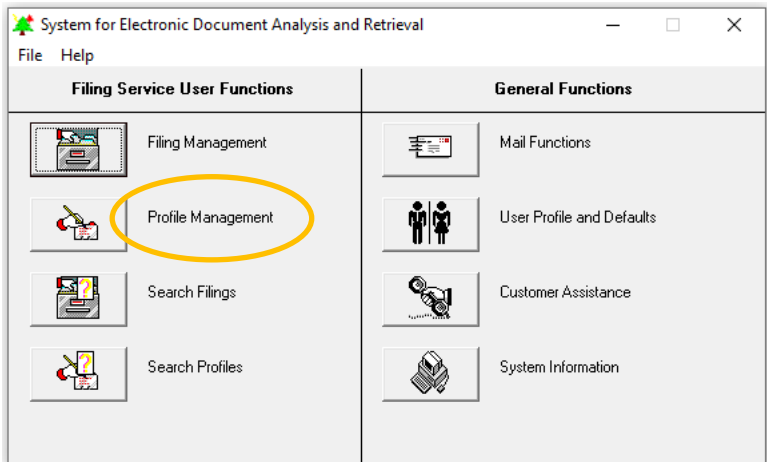 System for Electronic Document Analysis and Retrieval
File Help
Filing Service User Functions
General Functions
Filing Management
Mail Functions
Profile Management
User Profile and Defaults
Search Filings
Customer Assistance
Search Profiles
System Information